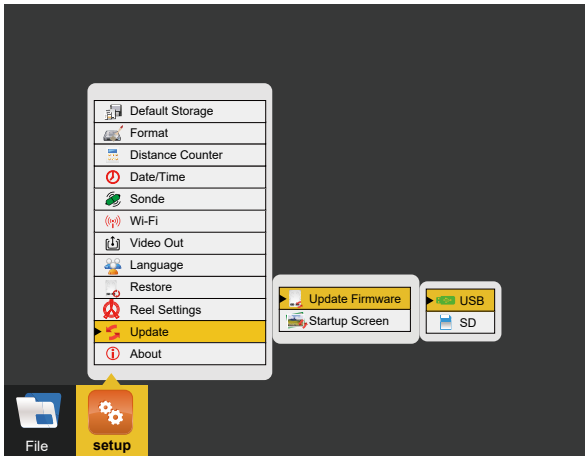 Default Storage
Format
Distance Counter
Date/Time
Sonde
Wi-Fi
Video Out
Language
Restore
Reel Settings
Update
About
Update Firmware
Startup Screen
USB
SD
File
setup